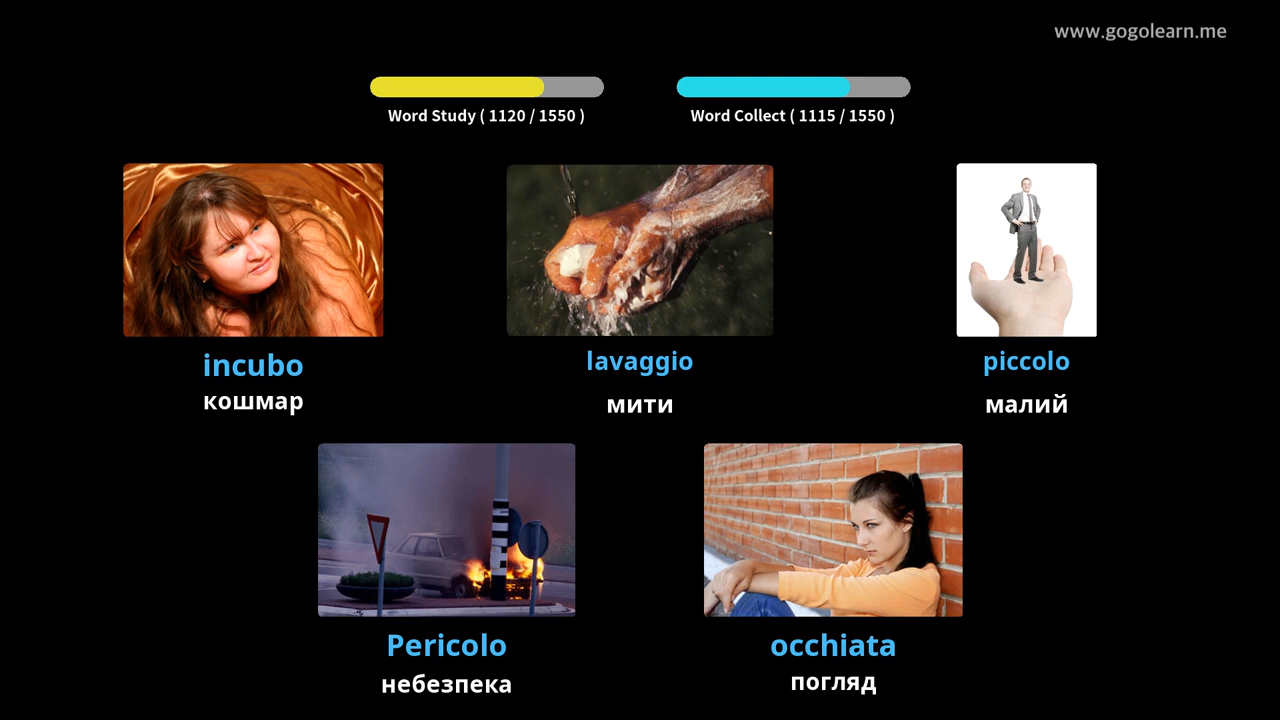 www.gogolearn.me
Word Study ( 1120 / 1550 )
Word Collect ( 1115 / 1550 )
incubo
кошмар
lavaggio
мити
piccolo
малий
Pericolo
небезпека
occhiata
погляд